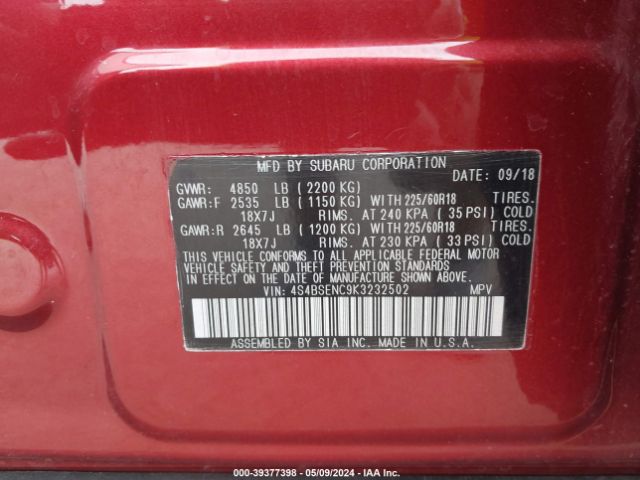 MFD BY SUBARU CORPORATION
DATE: 09/18
GVWR: 4850 LB (2200 KG)
GAWR:F 2535 LB (1150 KG) WITH 225/60R18 TIRES.
18X7J RIMS. AT 240 KPA (35 PSI) COLD
GAWR:R 2645 LB (1200 KG) WITH 225/60R18 TIRES.
18X7J RIMS. AT 230 KPA (33 PSI) COLD
THIS VEHICLE CONFORMS TO ALL APPLICABLE FEDERAL MOTOR
VEHICLE SAFETY AND THEFT PREVENTION STANDARDS
IN EFFECT ON THE DATE OF MANUFACTURE SHOWN ABOVE.
VIN: 4S4BSENC9K3232502 MPV
ASSEMBLED BY SIA INC. MADE IN U.S.A.
00-39377398 - 05/09/2024 - IAA Inc.